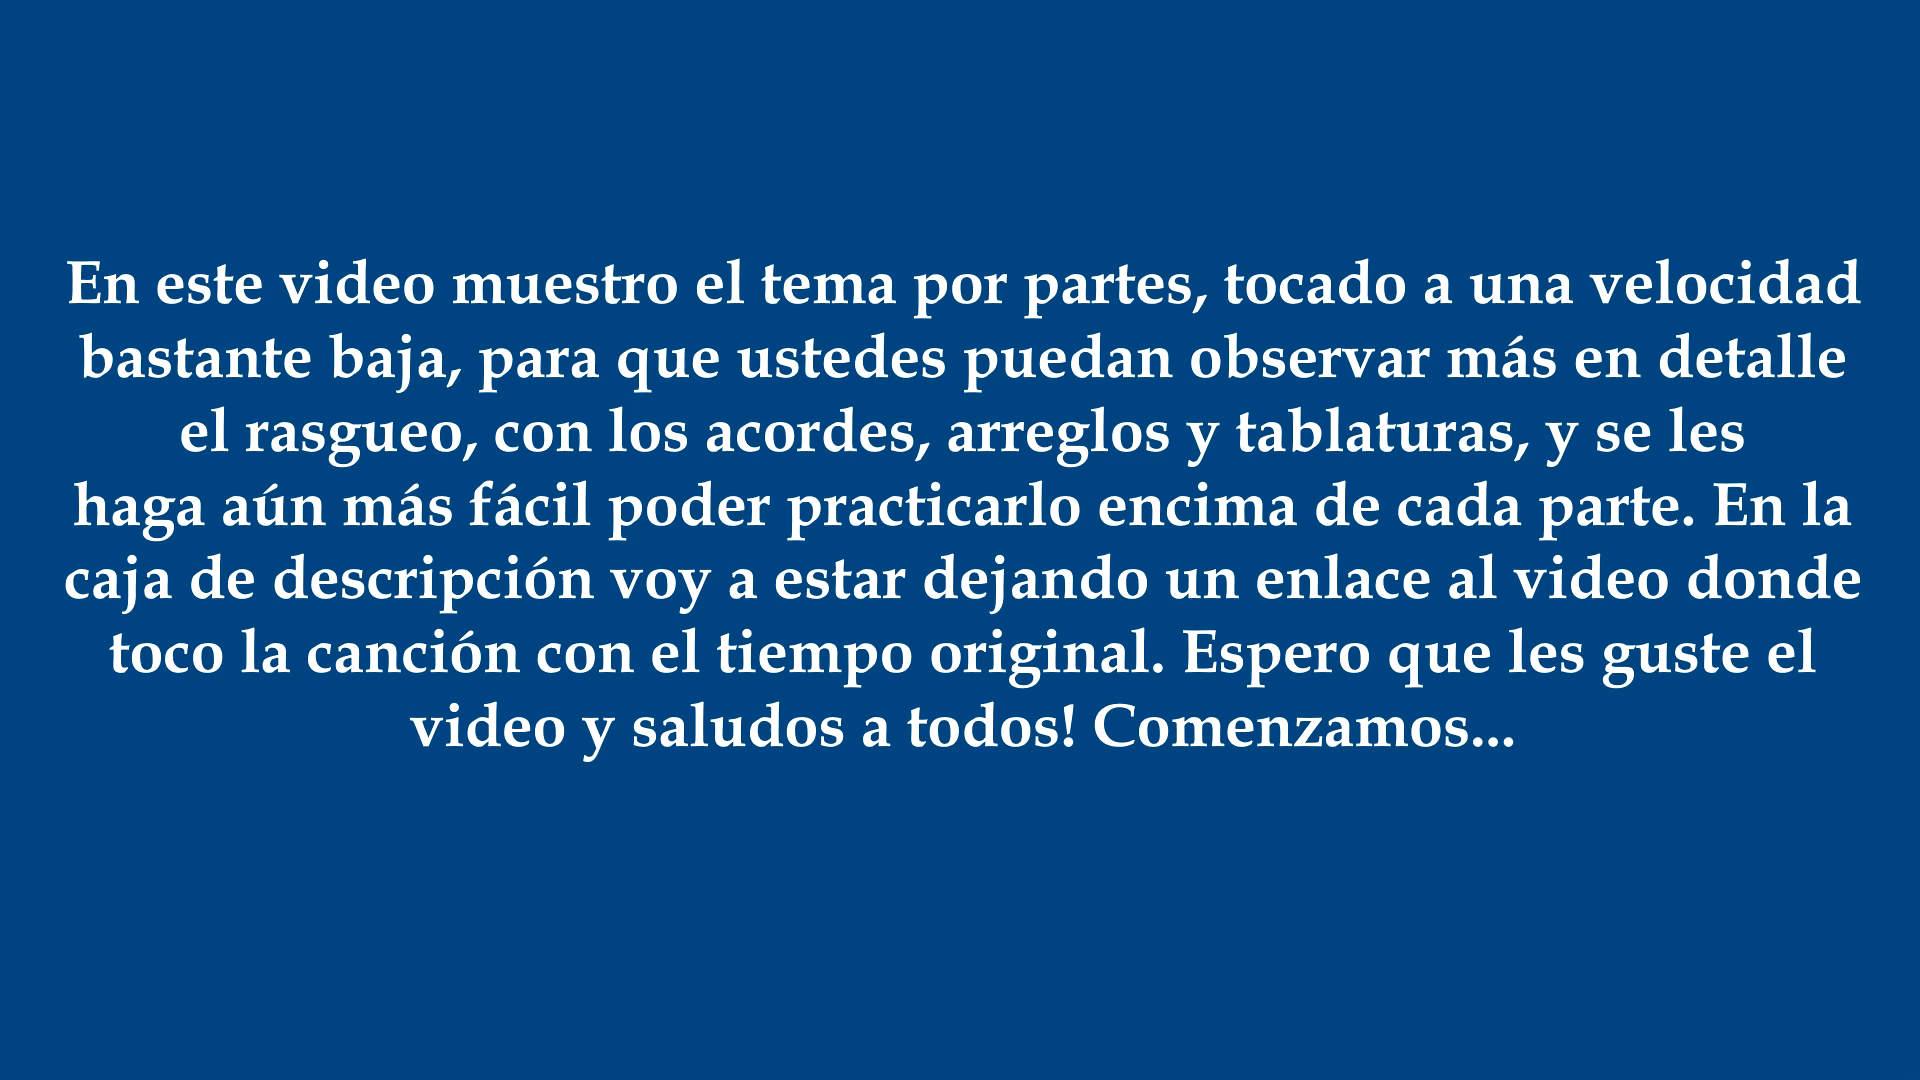 En este video muestro el tema por partes, tocado a una velocidad
bastante baja, para que ustedes puedan observar más en detalle
el rasgueo, con los acordes, arreglos y tablaturas, y se les
haga aún más fácil poder practicarlo encima de cada parte. En la
caja de descripción voy a estar dejando un enlace al video donde
toco la canción con el tiempo original. Espero que les guste el
video y saludos a todos! Comenzamos...